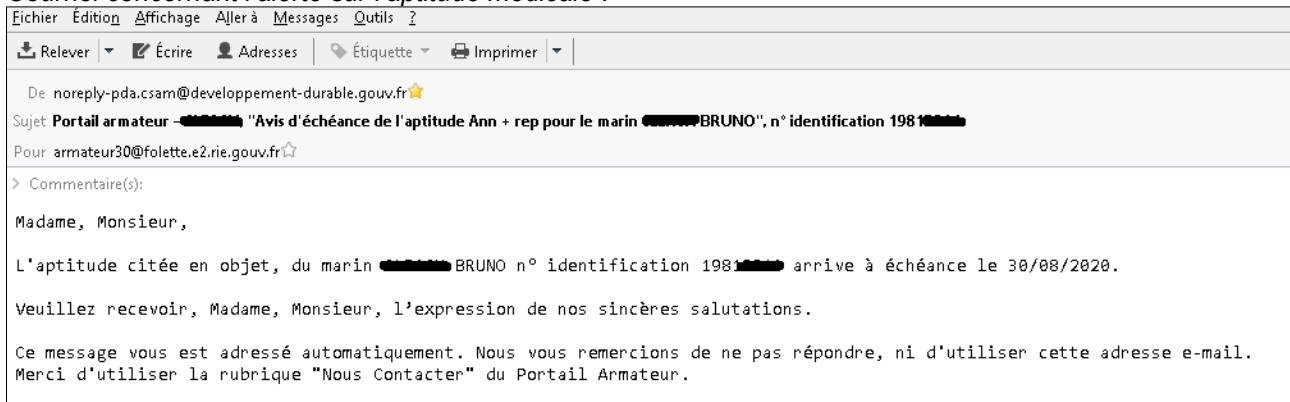 Fichier Édition Affichage Aller à Messages Outils ?
Relever Écrire Adresses Étiquette Imprimer
De noreply-pda.csam@developpement-durable.gouv.fr
Sujet Portail armateur - "Avis d'échéance de l'aptitude Ann + rep pour le marin BRUNO", n° identification 1981
Pour armateur30@folette.e2.rie.gouv.fr
Commentaire(s):
Madame, Monsieur,
L'aptitude citée en objet, du marin BRUNO n° identification 1981 arrive à échéance le 30/08/2020.
Veuillez recevoir, Madame, Monsieur, l’expression de nos sincères salutations.
Ce message vous est adressé automatiquement. Nous vous remercions de ne pas répondre, ni d'utiliser cette adresse e-mail.
Merci d'utiliser la rubrique "Nous Contacter" du Portail Armateur.